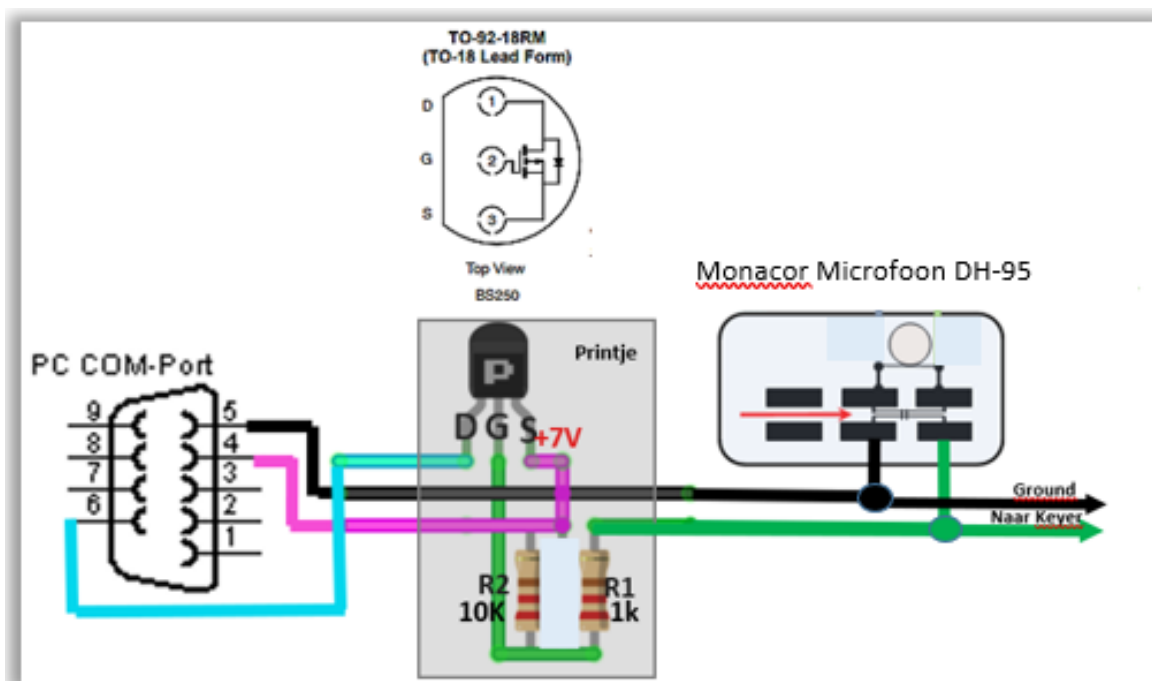 TO-92-18RM
(TO-18 Lead Form)
D
1
G
2
S
3
Top View
BS250
Monacor Microfoon DH-95
PC COM-Port
Printje
P
9
5
8
4
7
3
6
2
1
D G S
+7V
Ground
Naar Keyer
R2
10K
R1
1k